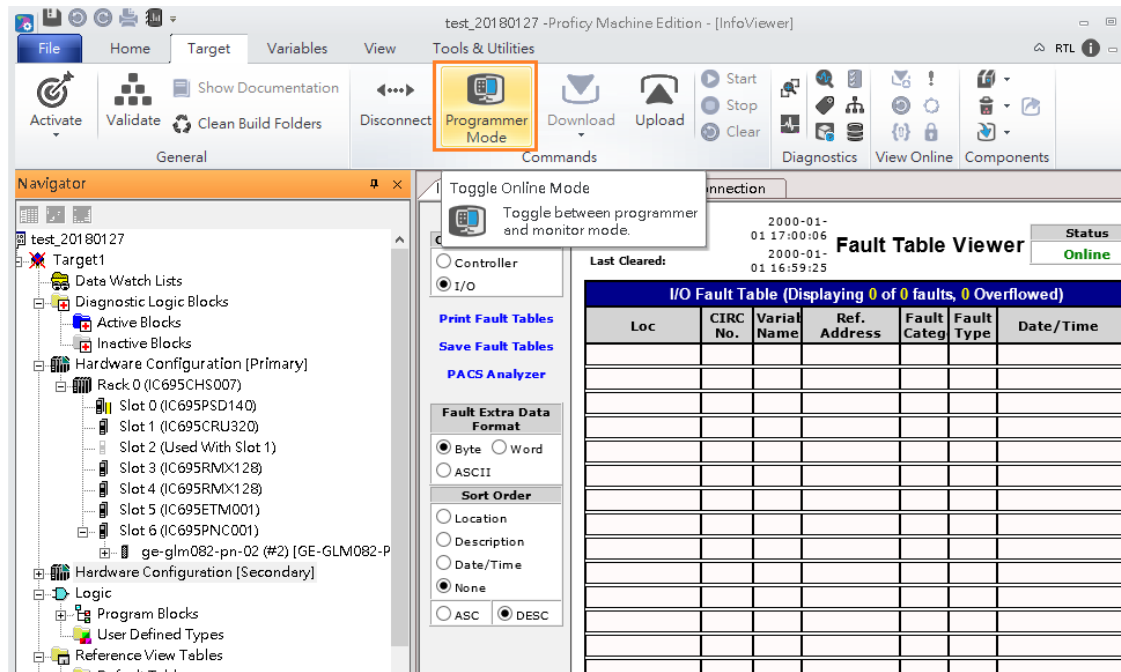 test_20180127 -Proficy Machine Edition - [InfoViewer]
File Home Target Variables View Tools & Utilities RTL
Activate Validate Show Documentation
Clean Build Folders
General
Disconnect Programmer Mode Download Upload Start
Stop
Clear
Commands
Diagnostics View Online Components
Navigator
test_20180127
Target1
Data Watch Lists
Diagnostic Logic Blocks
Active Blocks
Inactive Blocks
Hardware Configuration [Primary]
Rack 0 (IC695CHS007)
Slot 0 (IC695PSD140)
Slot 1 (IC695CRU320)
Slot 2 (Used With Slot 1)
Slot 3 (IC695RMX128)
Slot 4 (IC695RMX128)
Slot 5 (IC695ETM001)
Slot 6 (IC695PNC001)
ge-glm082-pn-02 (#2) [GE-GLM082-P
Hardware Configuration [Secondary]
Logic
Program Blocks
User Defined Types
Reference View Tables
Toggle Online Mode
Toggle between programmer
and monitor mode.
nnection
Controller
I/O
Print Fault Tables
Save Fault Tables
PACS Analyzer
Fault Extra Data
Format
Byte Word
ASCII
Sort Order
Location
Description
Date/Time
None
ASC DESC
2000-01-
01 17:00:06
Last Cleared: 2000-01-
01 16:59:25
Fault Table Viewer
Status
Online
I/O Fault Table (Displaying 0 of 0 faults, 0 Overflowed)
Loc CIRC No. Variab Name Ref. Address Fault Categ Fault Type Date/Time